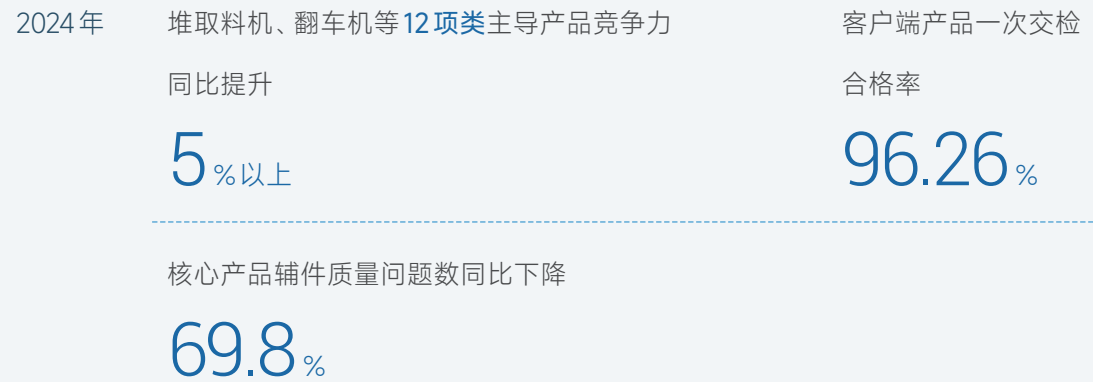 2024年
堆取料机、翻车机等12项类主导产品竞争力
同比提升
5%以上
客户端产品一次交检
合格率
96.26%
核心产品辅件质量问题数同比下降
69.8%